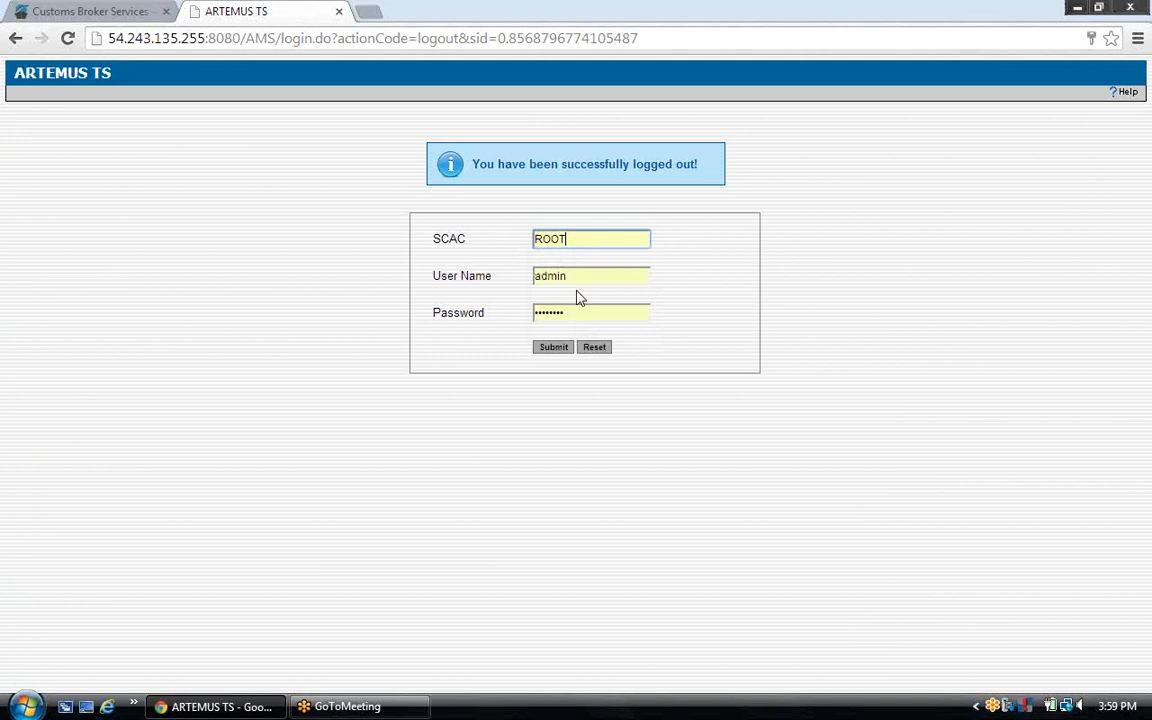 Customs Broker Services
ARTEMUS TS
54.243.135.255:8080/AMS/login.do?actionCode=logout&sid=0.8568796774105487
ARTEMUS TS
?Help
You have been successfully logged out!
SCAC ROOT
User Name admin
Password ••••••••
Submit Reset
ARTEMUS TS - Goo...
GoToMeeting
3:59 PM